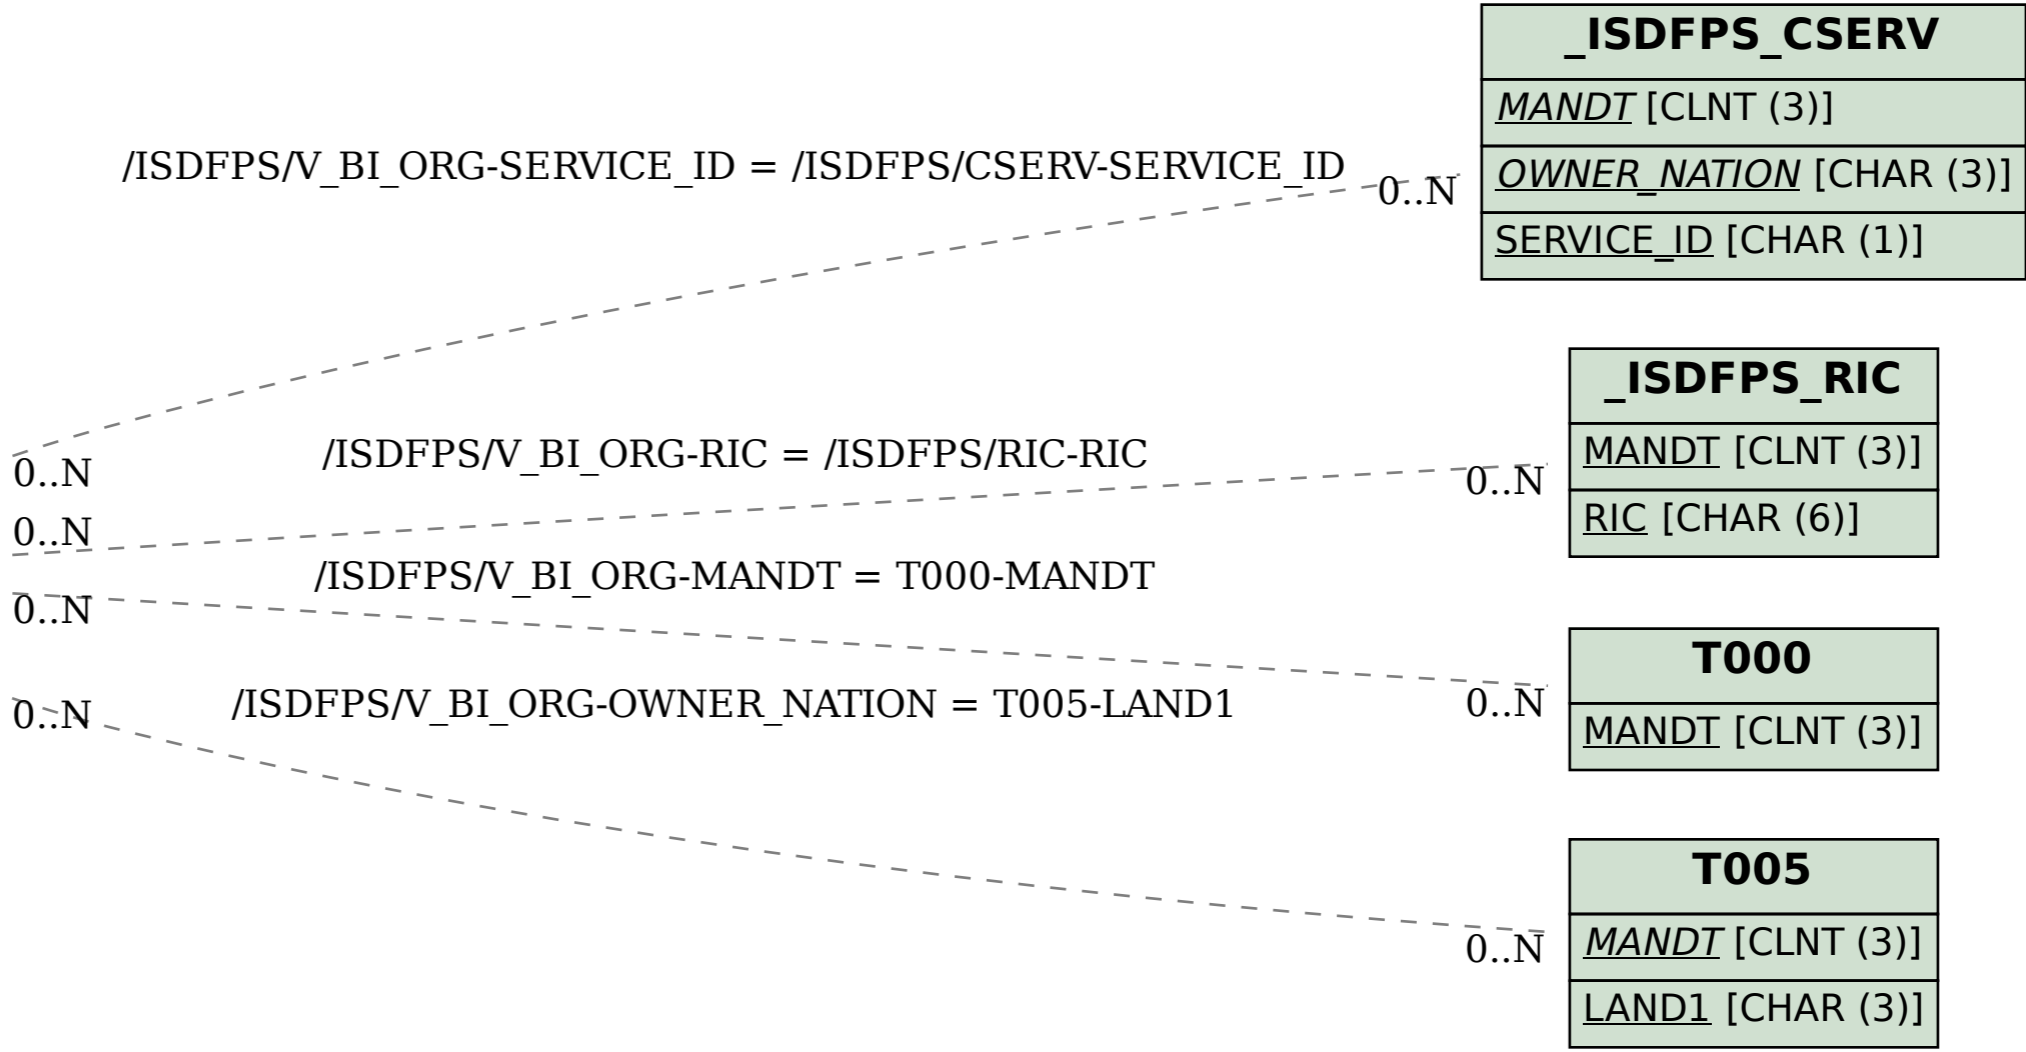 _ISDFPS_CSERV
MANDT [CLNT (3)]
OWNER_NATION [CHAR (3)]
SERVICE_ID [CHAR (1)]
/ISDFPS/V_BI_ORG-SERVICE_ID = /ISDFPS/CSERV-SERVICE_ID
0..N
0..N
_ISDFPS_RIC
MANDT [CLNT (3)]
RIC [CHAR (6)]
/ISDFPS/V_BI_ORG-RIC = /ISDFPS/RIC-RIC
0..N
0..N
/ISDFPS/V_BI_ORG-MANDT = T000-MANDT
0..N
0..N
T000
MANDT [CLNT (3)]
/ISDFPS/V_BI_ORG-OWNER_NATION = T005-LAND1
0..N
0..N
T005
MANDT [CLNT (3)]
LAND1 [CHAR (3)]